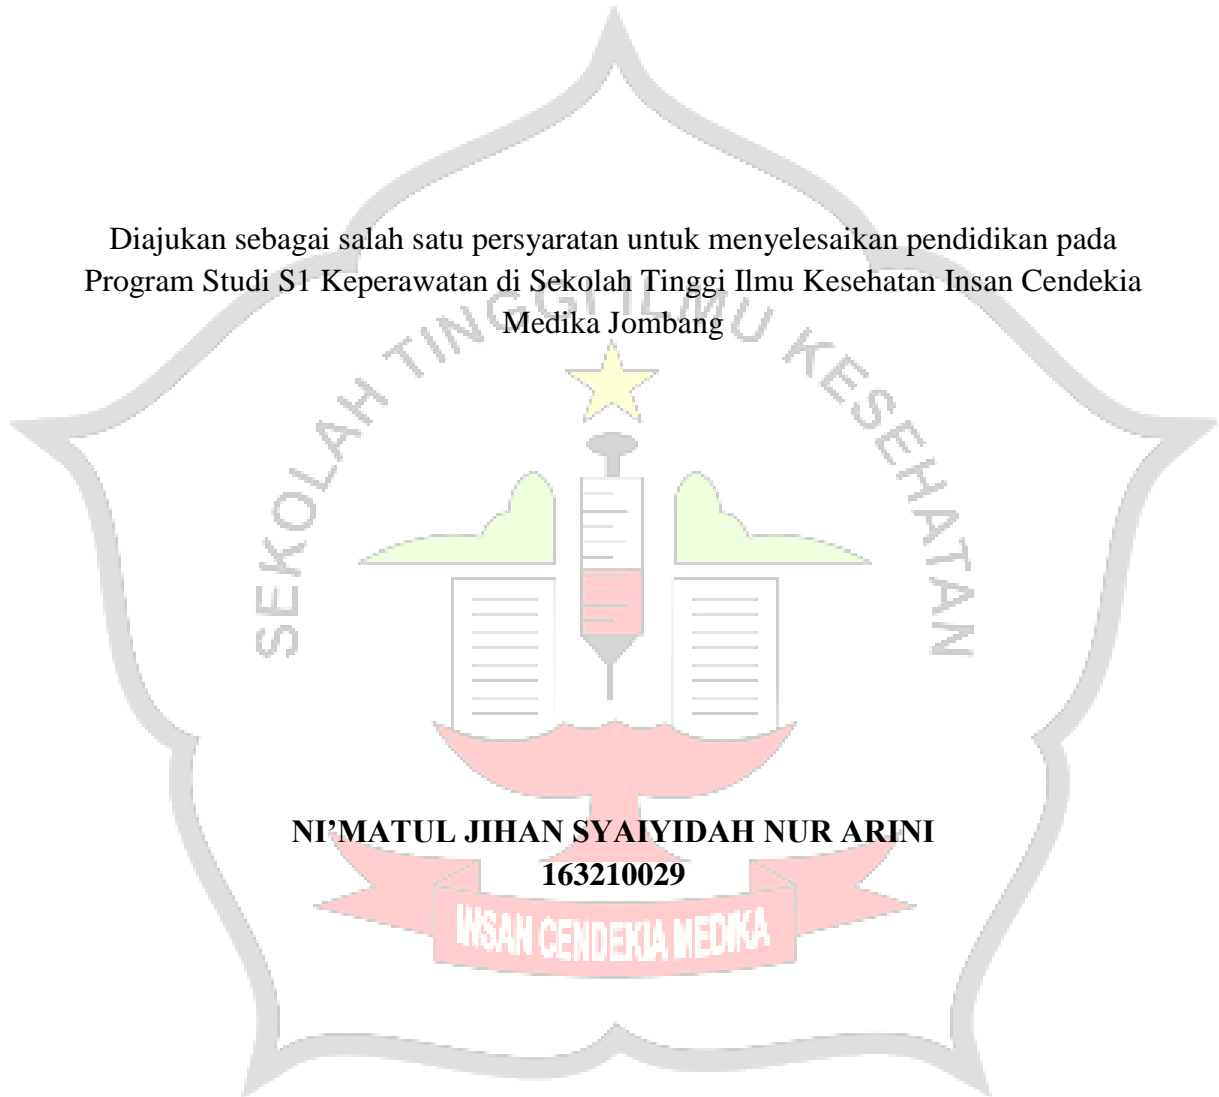 Diajukan sebagai salah satu persyaratan untuk menyelesaikan pendidikan pada
Program Studi S1 Keperawatan di Sekolah Tinggi Ilmu Kesehatan Insan Cendekia
Medika Jombang
SEKOLAH TINGGI ILMU KESEHATAN
NI’MATUL JIHAN SYAIYIDAH NUR ARINI
163210029
INSAN CENDEKIA MEDIKA